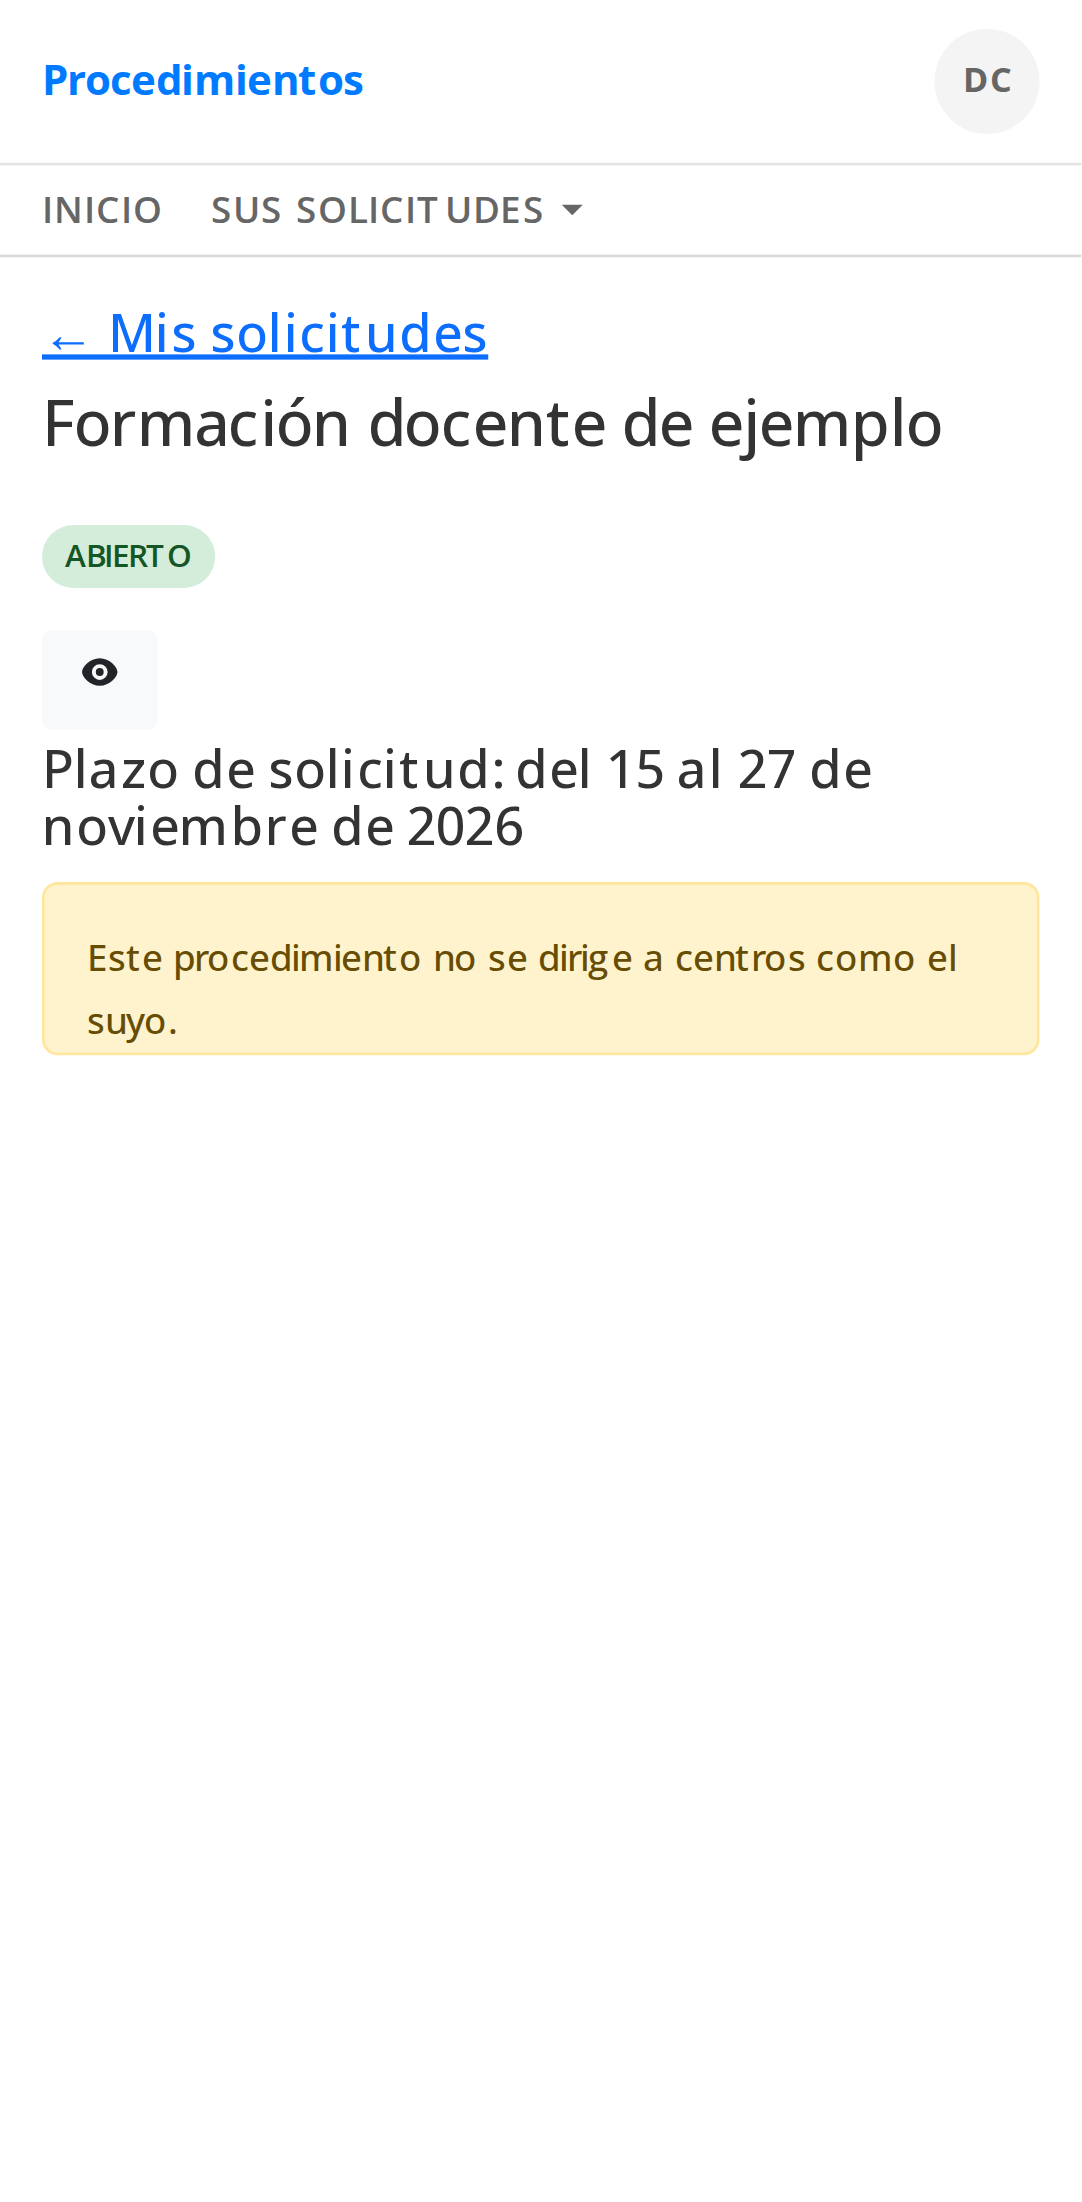 Procedimientos
DC
INICIO SUS SOLICITUDES
← Mis solicitudes
Formación docente de ejemplo
ABIERTO
Plazo de solicitud: del 15 al 27 de
noviembre de 2026
Este procedimiento no se dirige a centros como el
suyo.